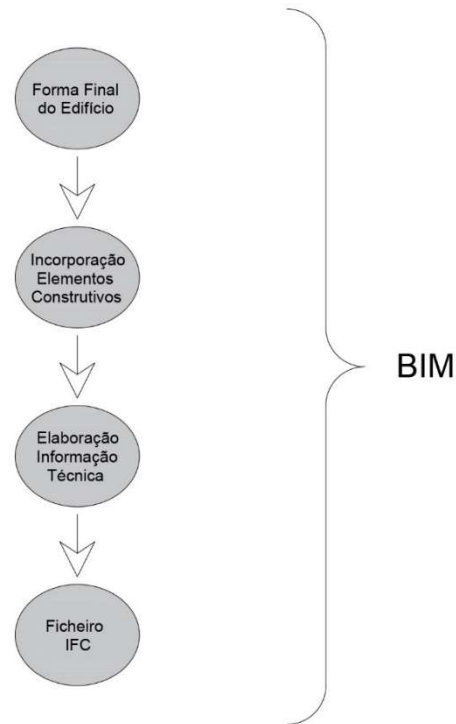 Forma Final
do Edifício
Incorporação
Elementos
Construtivos
Elaboração
Informação
Técnica
Ficheiro
IFC
BIM